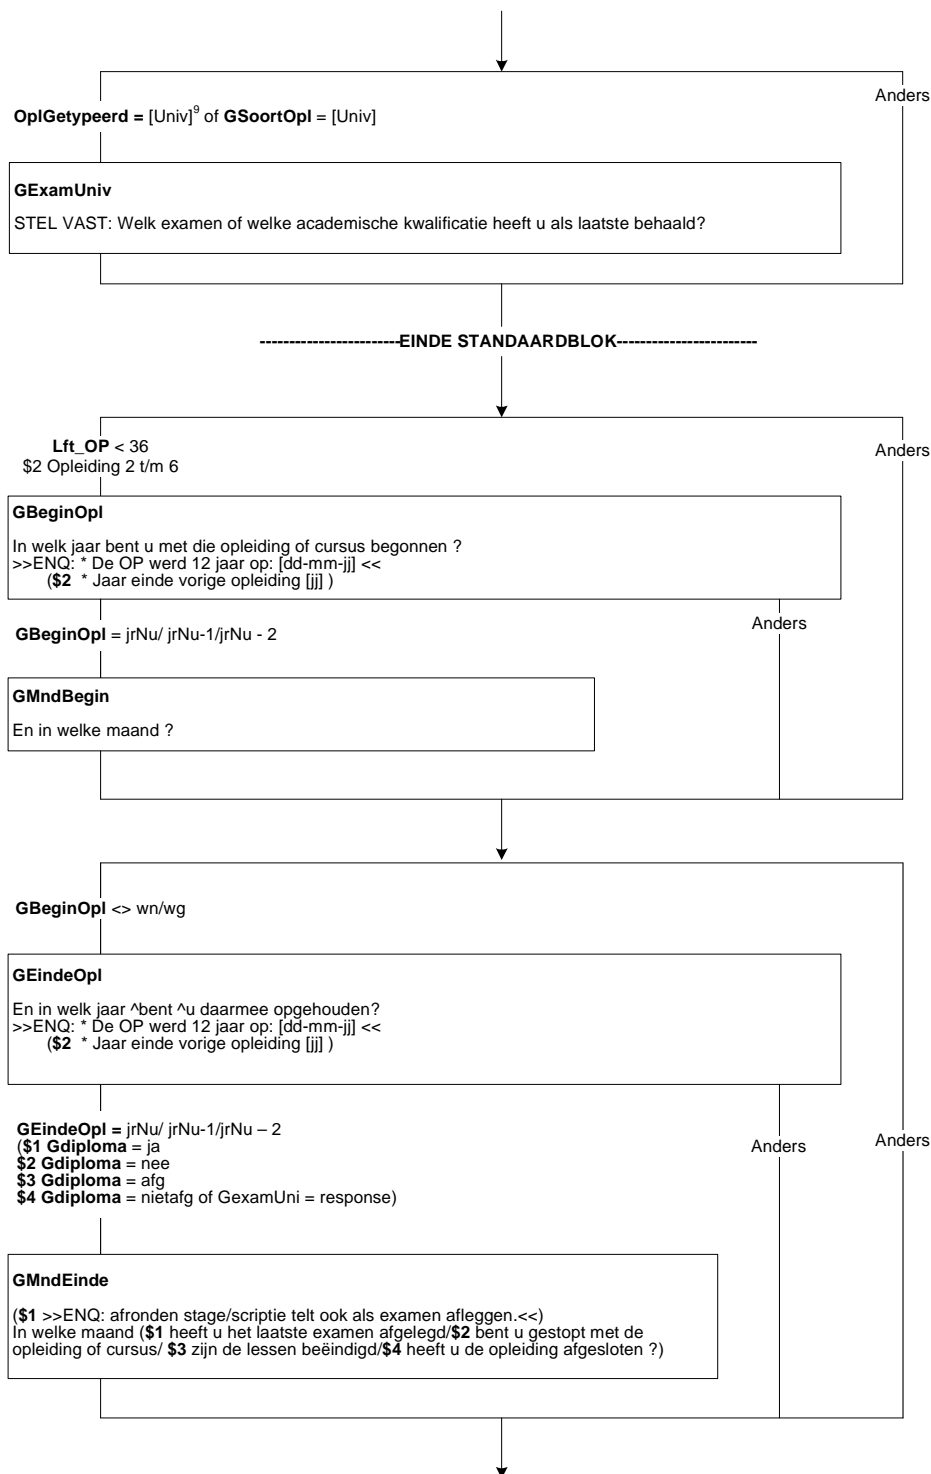 Anders
OplGetypeerd = [Univ]9 of GSoortOpl = [Univ]
GExamUniv
STEL VAST: Welk examen of welke academische kwalificatie heeft u als laatste behaald?
------------------------EINDE STANDAARDBLOK------------------------
Lft_OP < 36
$2 Opleiding 2 t/m 6
Anders
GBeginOpl
In welk jaar bent u met die opleiding of cursus begonnen ?
>>ENQ: * De OP werd 12 jaar op: [dd-mm-jj] <<
($2 * Jaar einde vorige opleiding [jj] )
Anders
GBeginOpl = jrNu/ jrNu-1/jrNu - 2
GMndBegin
En in welke maand ?
GBeginOpl <> wn/wg
GEindeOpl
En in welk jaar ^bent ^u daarmee opgehouden?
>>ENQ: * De OP werd 12 jaar op: [dd-mm-jj] <<
($2 * Jaar einde vorige opleiding [jj] )
GEindeOpl = jrNu/ jrNu-1/jrNu – 2
($1 Gdiploma = ja
$2 Gdiploma = nee
$3 Gdiploma = afg
$4 Gdiploma = nietafg of GexamUni = response)
Anders
Anders
GMndEinde
($1 >>ENQ: afronden stage/scriptie telt ook als examen afleggen.<<)
In welke maand ($1 heeft u het laatste examen afgelegd/$2 bent u gestopt met de
opleiding of cursus/ $3 zijn de lessen beëindigd/$4 heeft u de opleiding afgesloten ?)